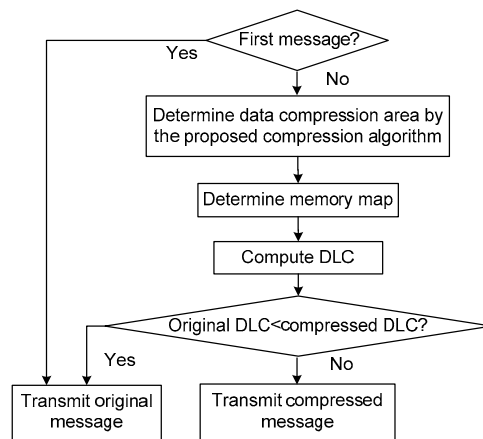 First message?
Yes
No
Determine data compression area by
the proposed compression algorithm
Determine memory map
Compute DLC
Original DLC<compressed DLC?
Yes
No
Transmit original
message
Transmit compressed
message